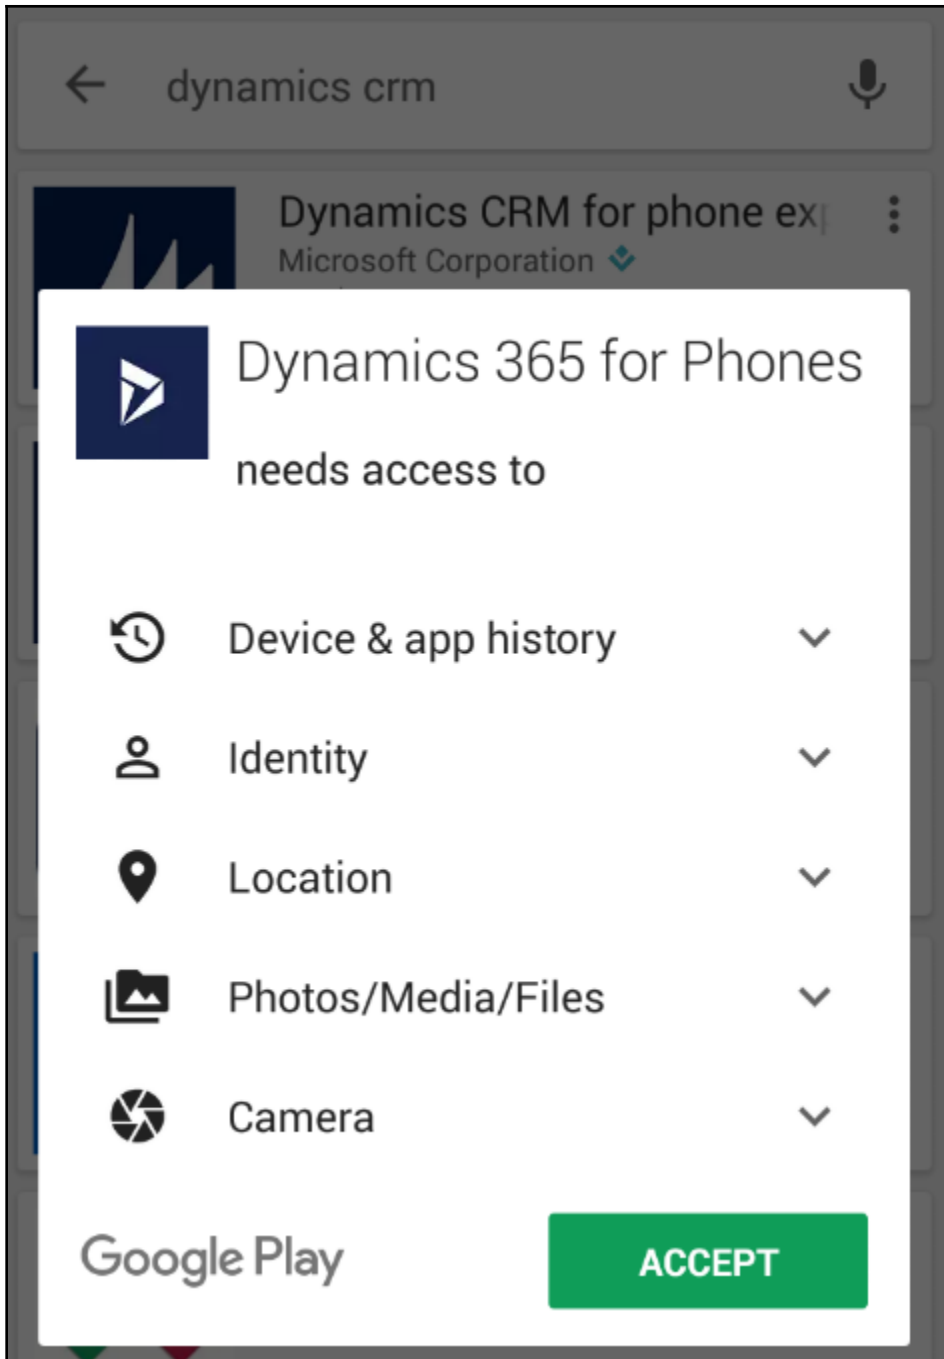 dynamics crm
Dynamics CRM for phone ex
Microsoft Corporation
Dynamics 365 for Phones
needs access to
Device & app history
Identity
Location
Photos/Media/Files
Camera
Google Play
ACCEPT